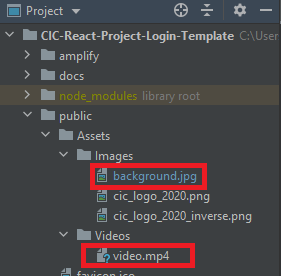 Project
CIC-React-Project-Login-Template C:\User
amplify
docs
node_modules library root
public
Assets
Images
background.jpg
cic_logo_2020.png
cic_logo_2020_inverse.png
Videos
video.mp4
favicon.ico